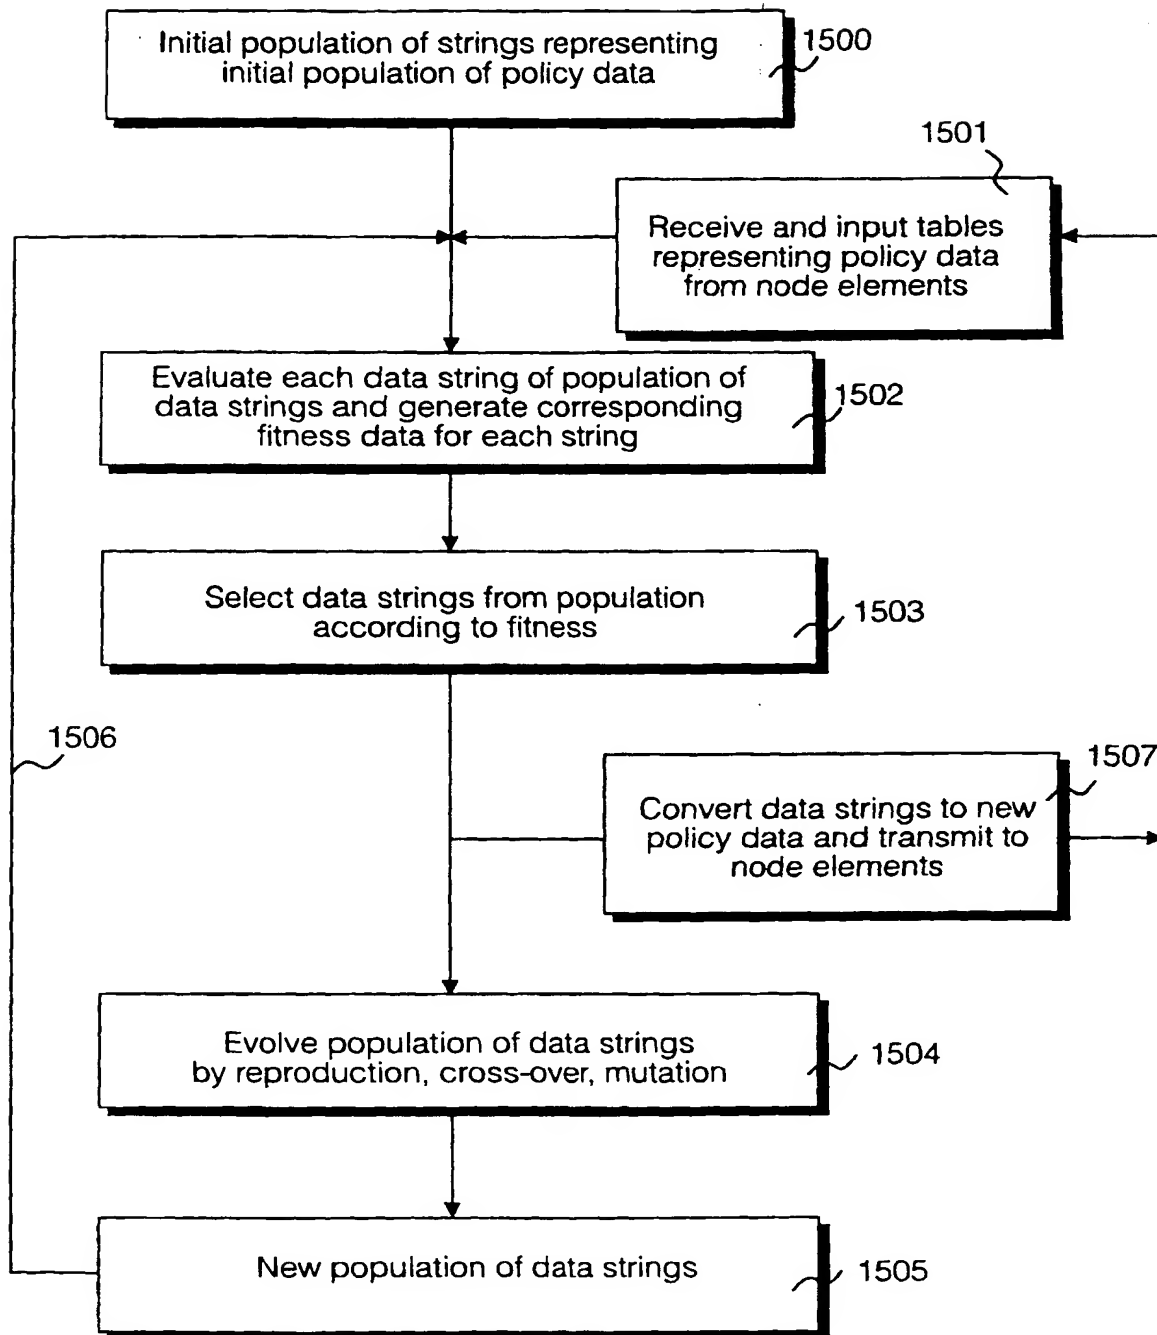 Initial population of strings representing
initial population of policy data
1500
1501
Receive and input tables
representing policy data
from node elements
Evaluate each data string of population of
data strings and generate corresponding
fitness data for each string
1502
Select data strings from population
according to fitness
1503
1506
1507
Convert data strings to new
policy data and transmit to
node elements
Evolve population of data strings
by reproduction, cross-over, mutation
1504
New population of data strings
1505